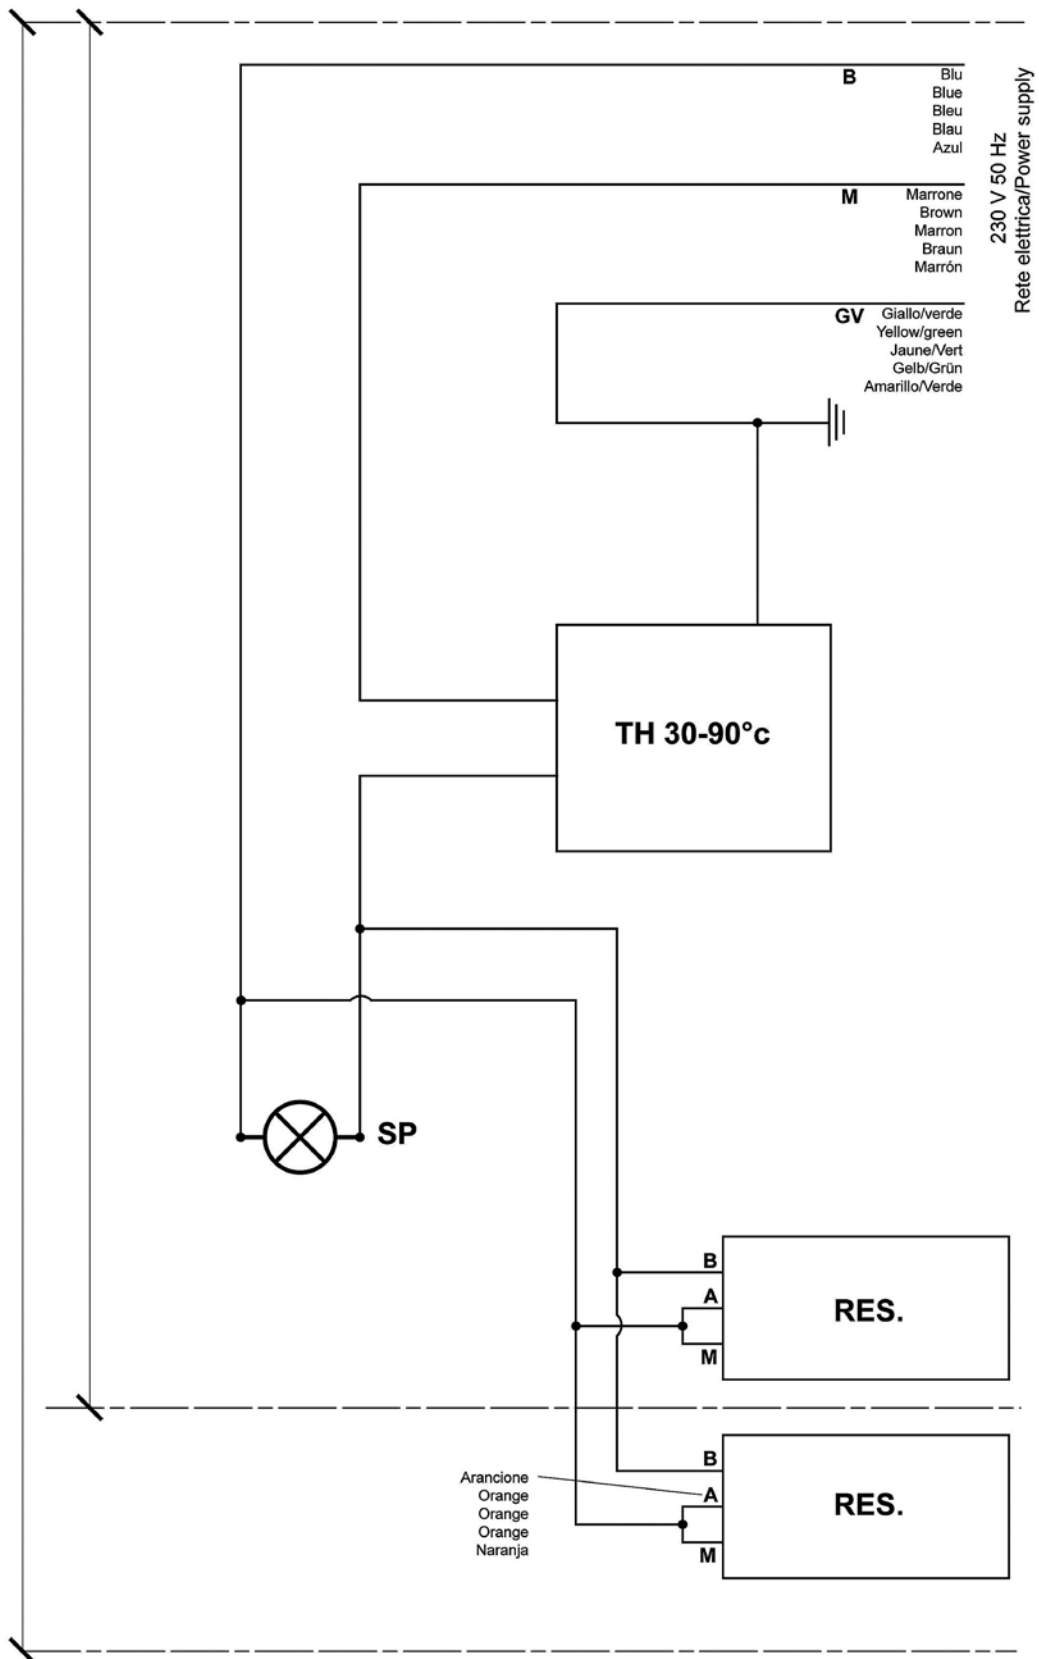 B
Blu
Blue
Bleu
Blau
Azul
230 V 50 Hz
Rete elettrica/Power supply
M
Marrone
Brown
Marron
Braun
Marrón
GV
Giallo/verde
Yellow/green
Jaune/Vert
Gelb/Grün
Amarillo/Verde
TH 30-90°c
SP
B
A
M
RES.
B
A
M
RES.
Arancione
Orange
Orange
Orange
Naranja